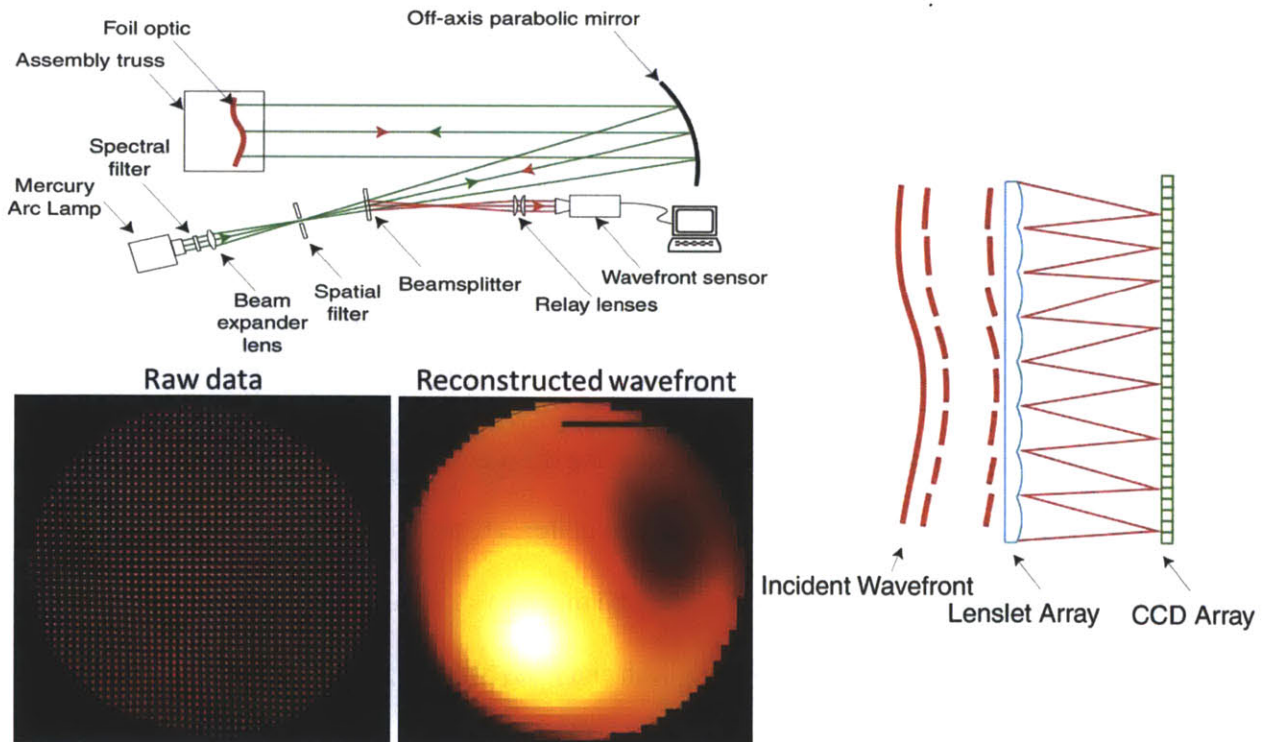 Foil optic
Off-axis parabolic mirror
Assembly truss
Spectral
filter
Mercury
Arc Lamp
Beam
expander
lens
Spatial
filter
Beamsplitter
Relay lenses
Wavefront sensor
Raw data
Reconstructed wavefront
Incident Wavefront
Lenslet Array
CCD Array